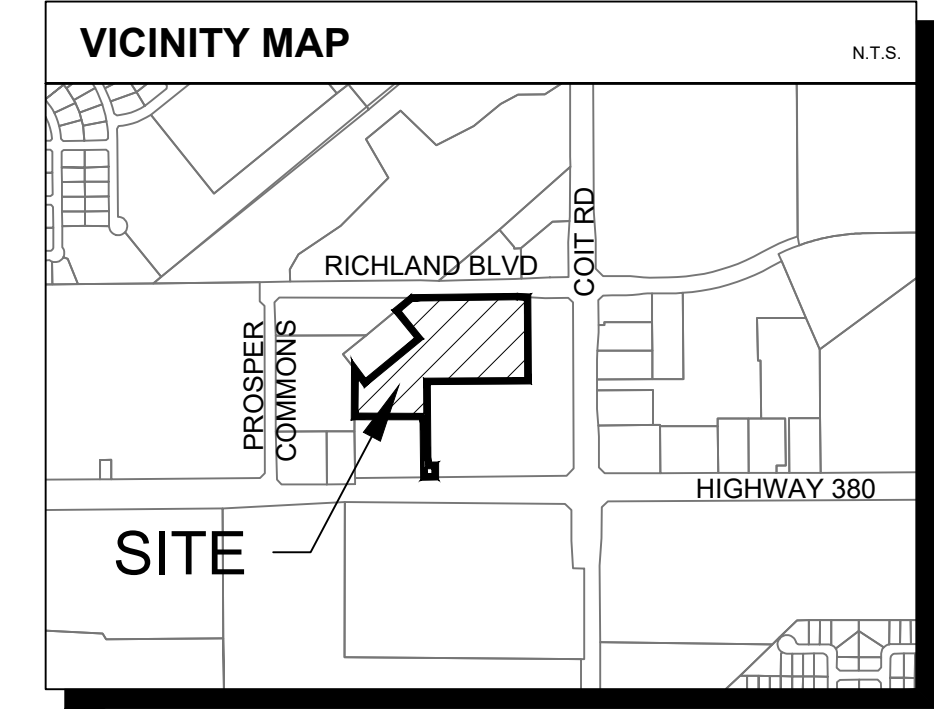 VICINITY MAP
N.T.S.
COIT RD
RICHLAND BLVD
PROSPER
COMMONS
HIGHWAY 380
SITE